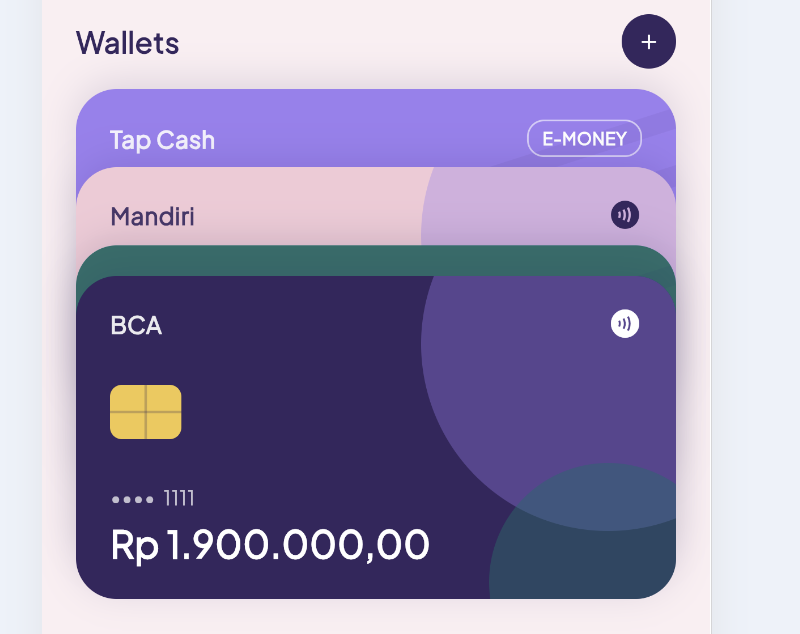 Wallets
Tap Cash
E-MONEY
Mandiri
BCA
•••• 1111
Rp 1.900.000,00